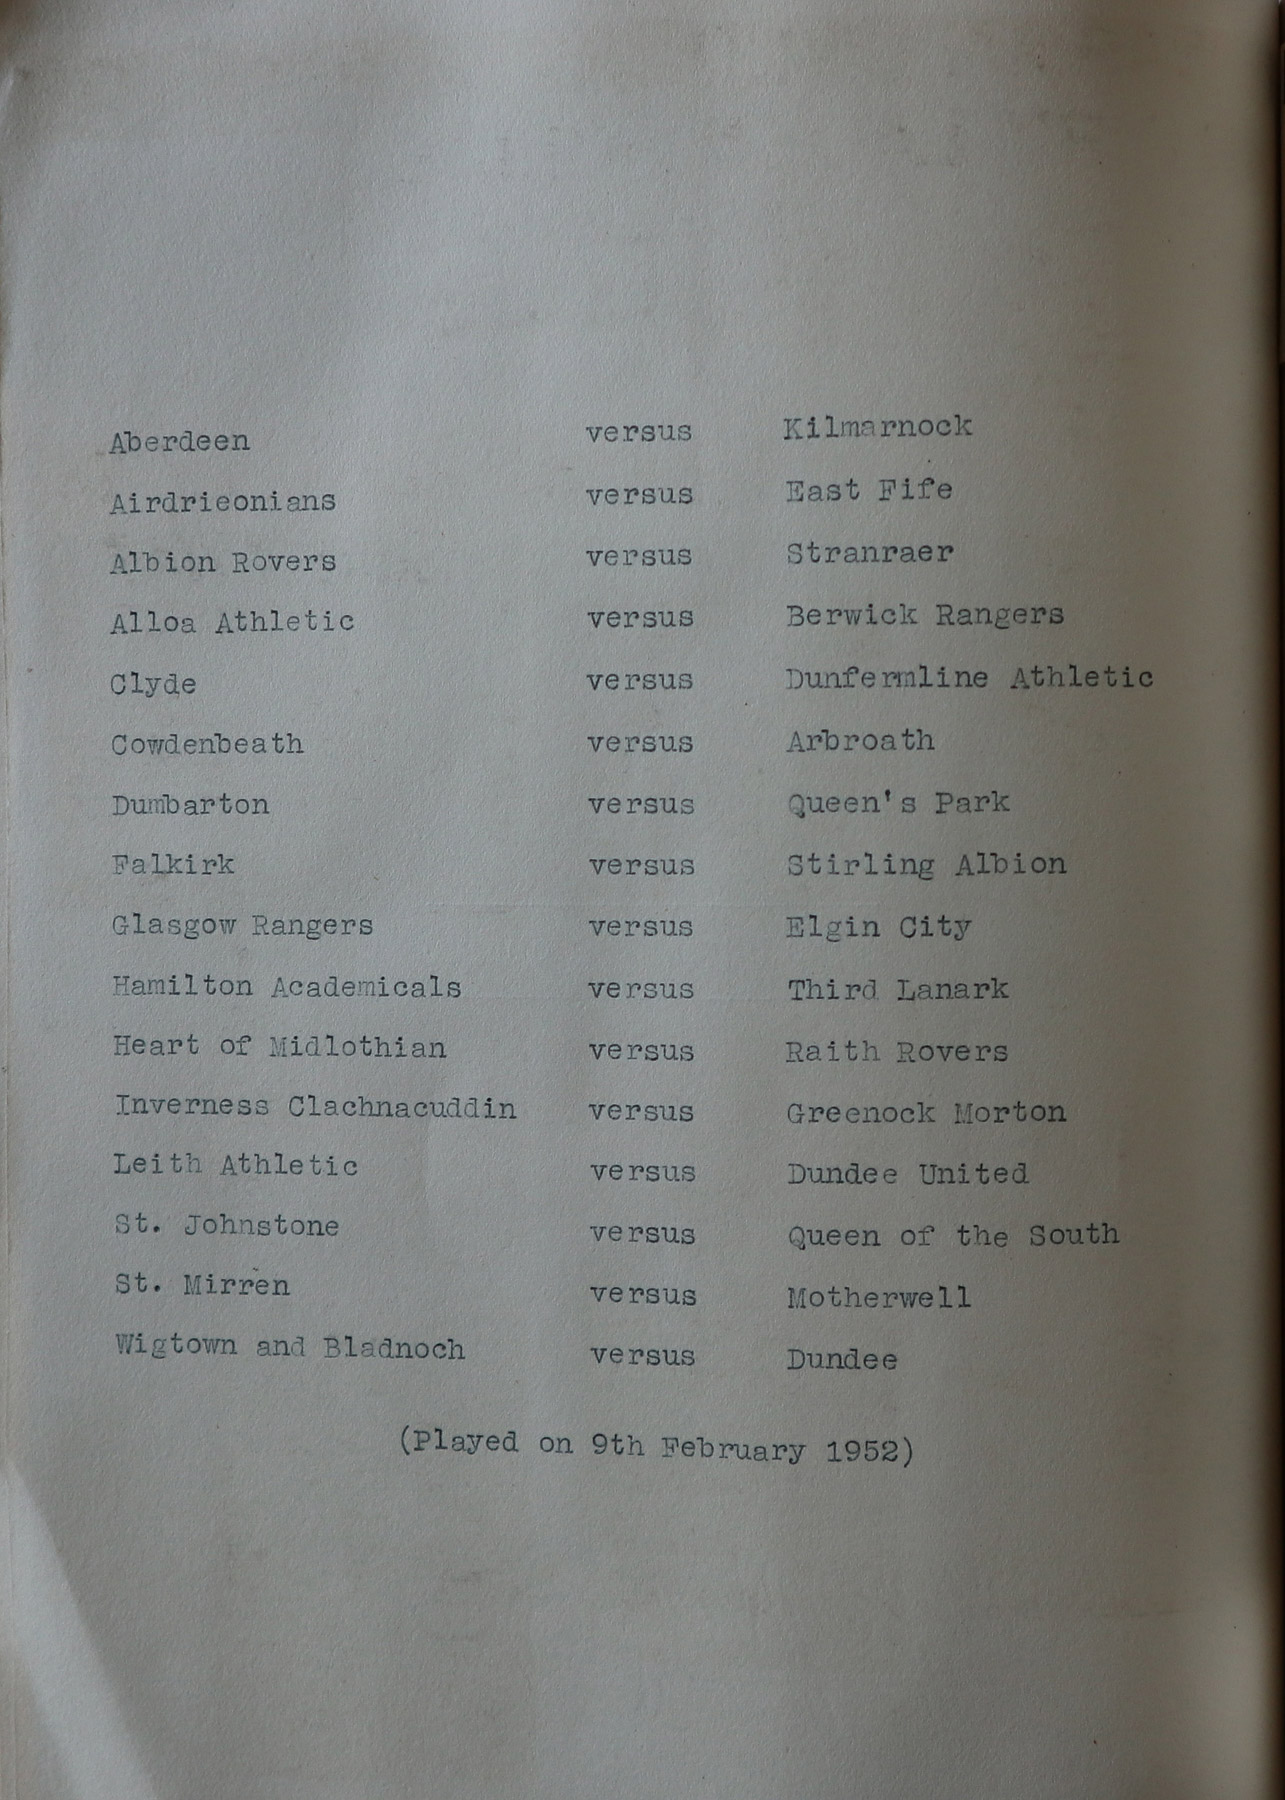 Aberdeen versus Kilmarnock
Airdrieonians versus East Fife
Albion Rovers versus Stranraer
Alloa Athletic versus Berwick Rangers
Clyde versus Dunfermline Athletic
Cowdenbeath versus Arbroath
Dumbarton versus Queen's Park
Falkirk versus Stirling Albion
Glasgow Rangers versus Elgin City
Hamilton Academicals versus Third Lanark
Heart of Midlothian versus Raith Rovers
Inverness Clachnacuddin versus Greenock Morton
Leith Athletic versus Dundee United
St. Johnstone versus Queen of the South
St. Mirren versus Motherwell
Wigtown and Bladnoch versus Dundee
(Played on 9th February 1952)